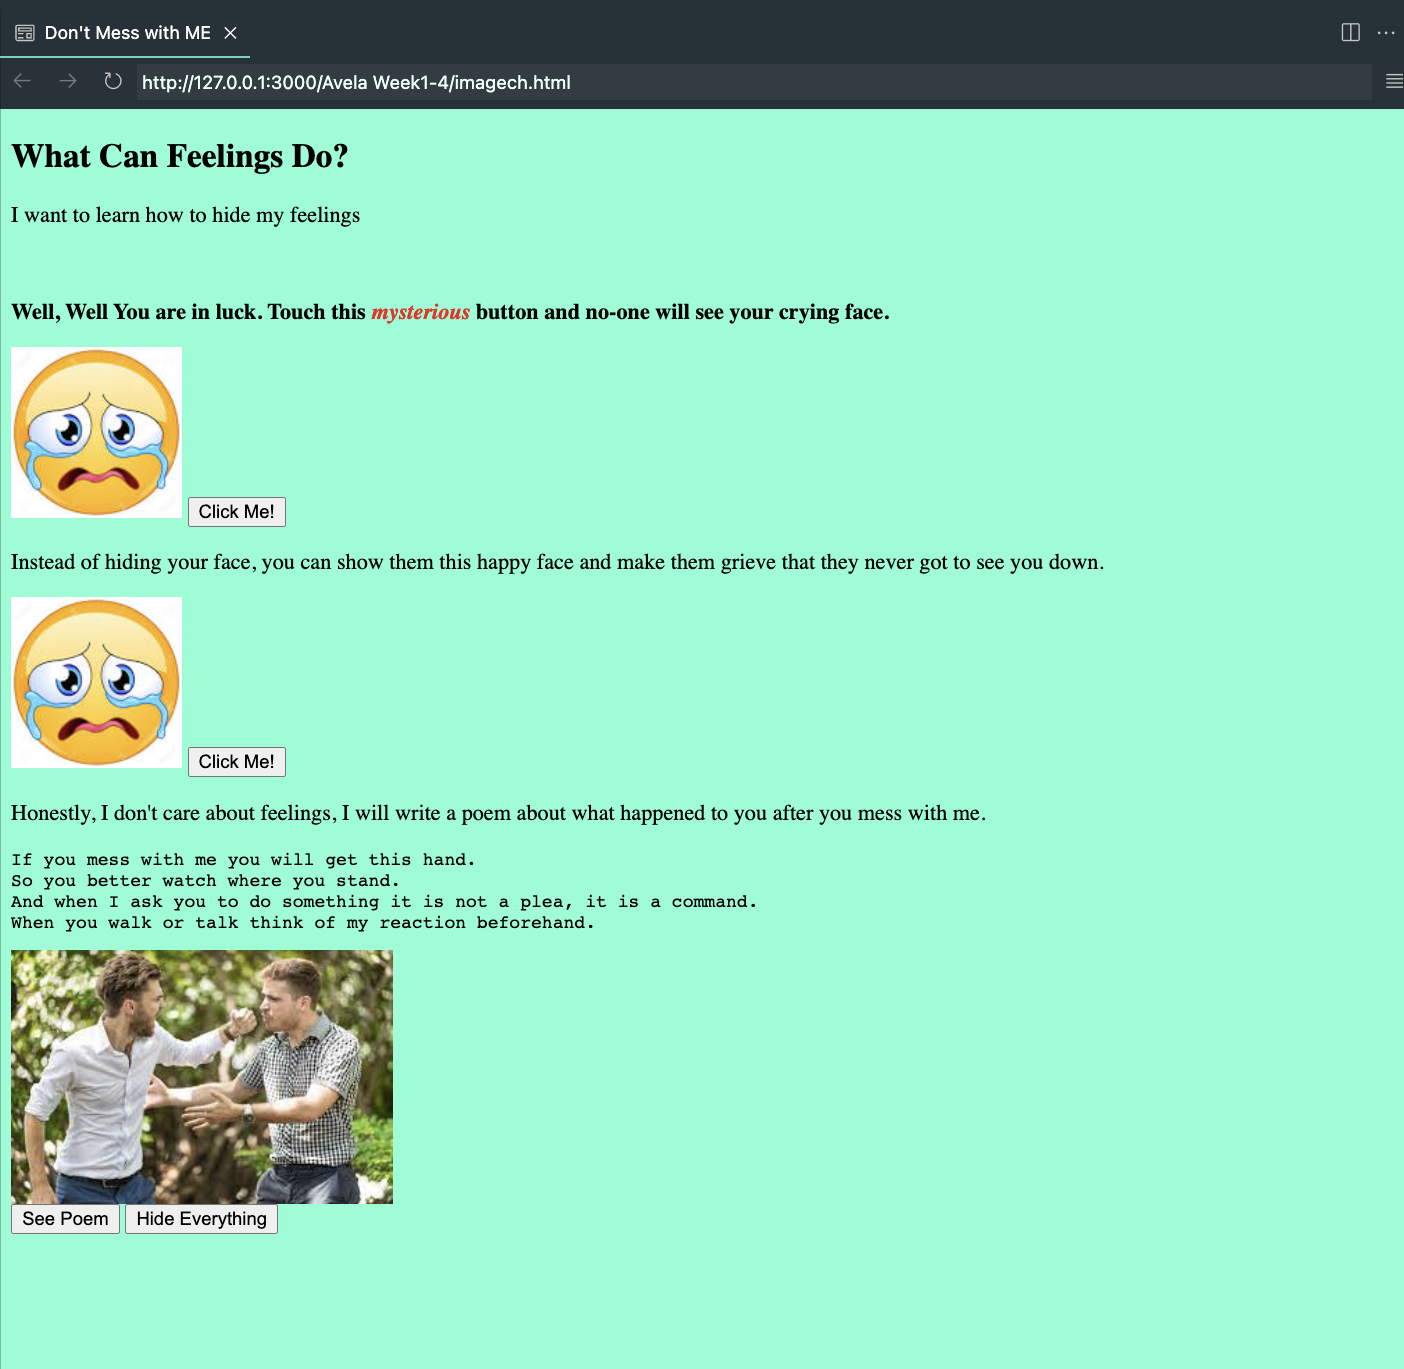 Don't Mess with ME
http://127.0.0.1:3000/Avela Week1-4/imagech.html
What Can Feelings Do?
I want to learn how to hide my feelings
Well, Well You are in luck. Touch this mysterious button and no-one will see your crying face.
Click Me!
Instead of hiding your face, you can show them this happy face and make them grieve that they never got to see you down.
Click Me!
Honestly, I don't care about feelings, I will write a poem about what happened to you after you mess with me.
If you mess with me you will get this hand.
So you better watch where you stand.
And when I ask you to do something it is not a plea, it is a command.
When you walk or talk think of my reaction beforehand.
See Poem Hide Everything